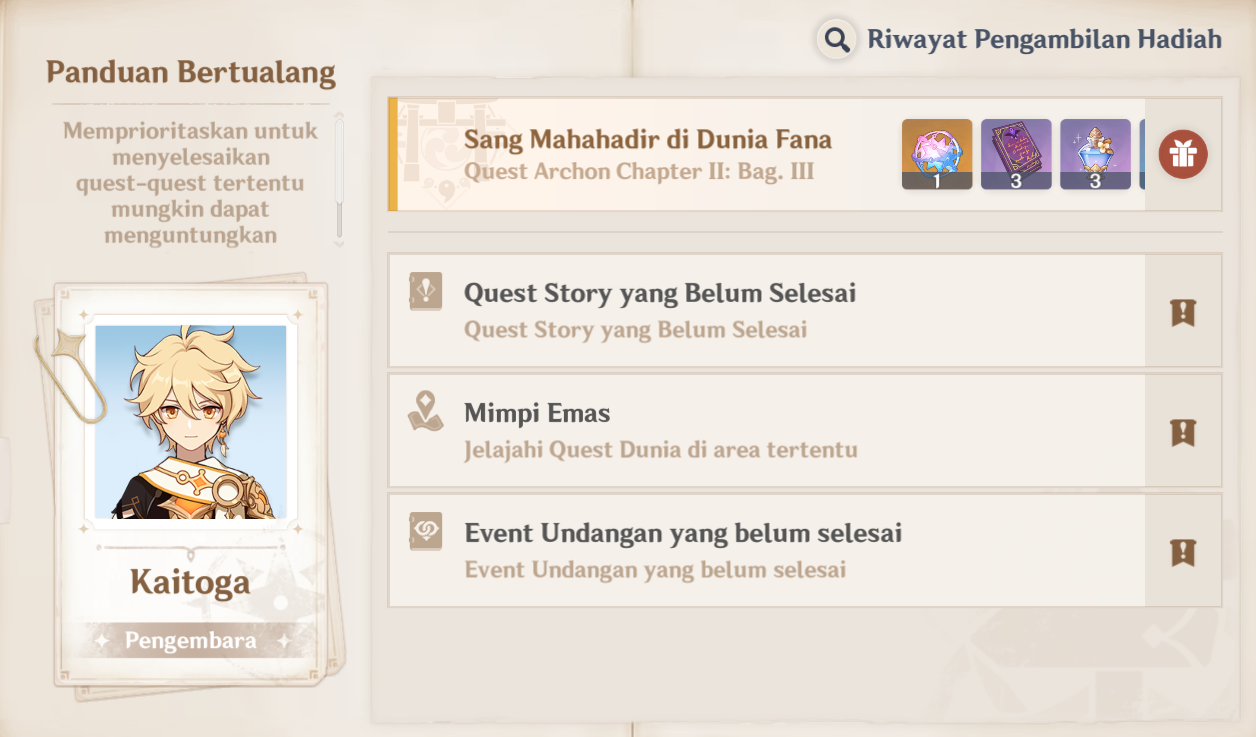 Riwayat Pengambilan Hadiah
Panduan Bertualang
Memprioritaskan untuk
menyelesaikan
quest-quest tertentu
mungkin dapat
menguntungkan
Kaitoga
Pengembara
Sang Mahahadir di Dunia Fana
Quest Archon Chapter II: Bag. III
1
3
3
Quest Story yang Belum Selesai
Quest Story yang Belum Selesai
Mimpi Emas
Jelajahi Quest Dunia di area tertentu
Event Undangan yang belum selesai
Event Undangan yang belum selesai